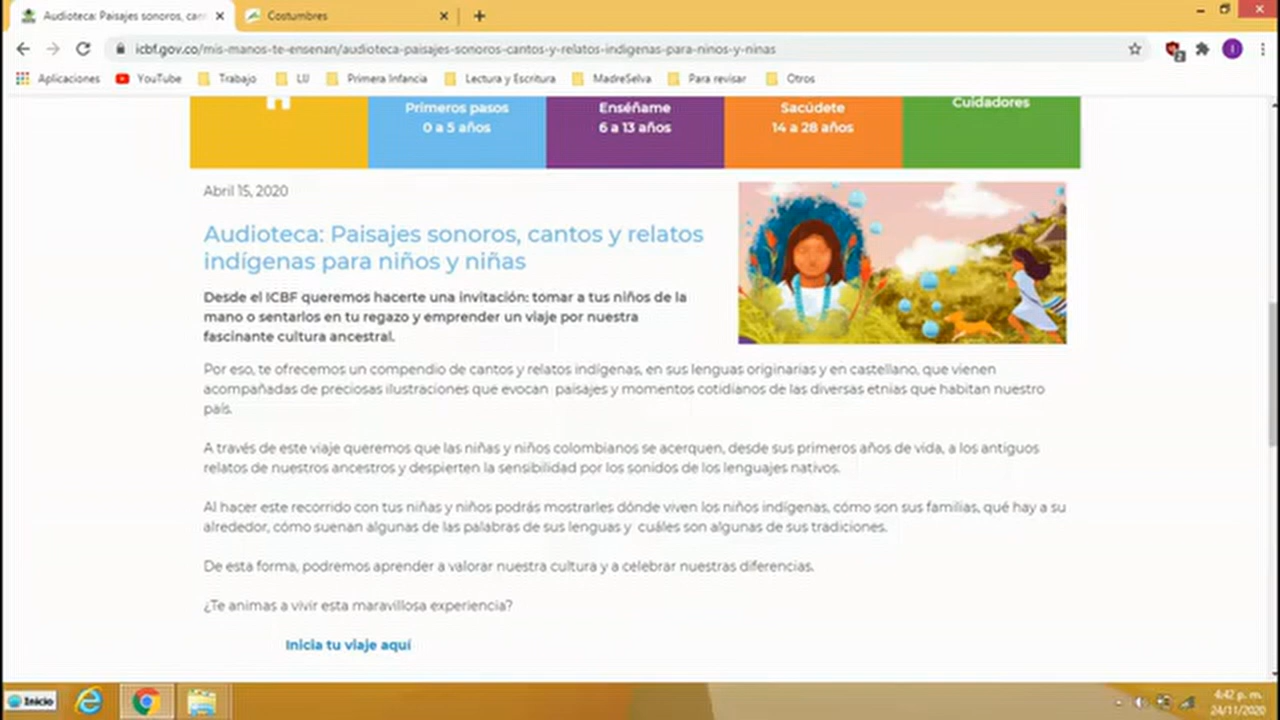 Audioteca: Paisajes sonoros, can
Costumbres
icbf.gov.co/mis-manos-te-ensenan/audioteca-paisajes-sonoros-cantos-y-relatos-indigenas-para-ninos-y-ninas
2
I
Aplicaciones YouTube Trabajo LIJ Primera Infancia Lectura y Escritura MadreSelva Para revisar Otros
Primeros pasos
0 a 5 años
Enséñame
6 a 13 años
Sacúdete
14 a 28 años
Cuidadores
Abril 15, 2020
Audioteca: Paisajes sonoros, cantos y relatos
indígenas para niños y niñas
Desde el ICBF queremos hacerte una invitación: tomar a tus niños de la
mano o sentarlos en tu regazo y emprender un viaje por nuestra
fascinante cultura ancestral.
Por eso, te ofrecemos un compendio de cantos y relatos indígenas, en sus lenguas originarias y en castellano, que vienen
acompañadas de preciosas ilustraciones que evocan paisajes y momentos cotidianos de las diversas etnias que habitan nuestro
país.
A través de este viaje queremos que las niñas y niños colombianos se acerquen, desde sus primeros años de vida, a los antiguos
relatos de nuestros ancestros y despierten la sensibilidad por los sonidos de los lenguajes nativos.
Al hacer este recorrido con tus niñas y niños podrás mostrarles dónde viven los niños indígenas, cómo son sus familias, qué hay a su
alrededor, cómo suenan algunas de las palabras de sus lenguas y cuáles son algunas de sus tradiciones.
De esta forma, podremos aprender a valorar nuestra cultura y a celebrar nuestras diferencias.
¿Te animas a vivir esta maravillosa experiencia?
Inicia tu viaje aquí
Inicio
4:42 p. m.
24/11/2020